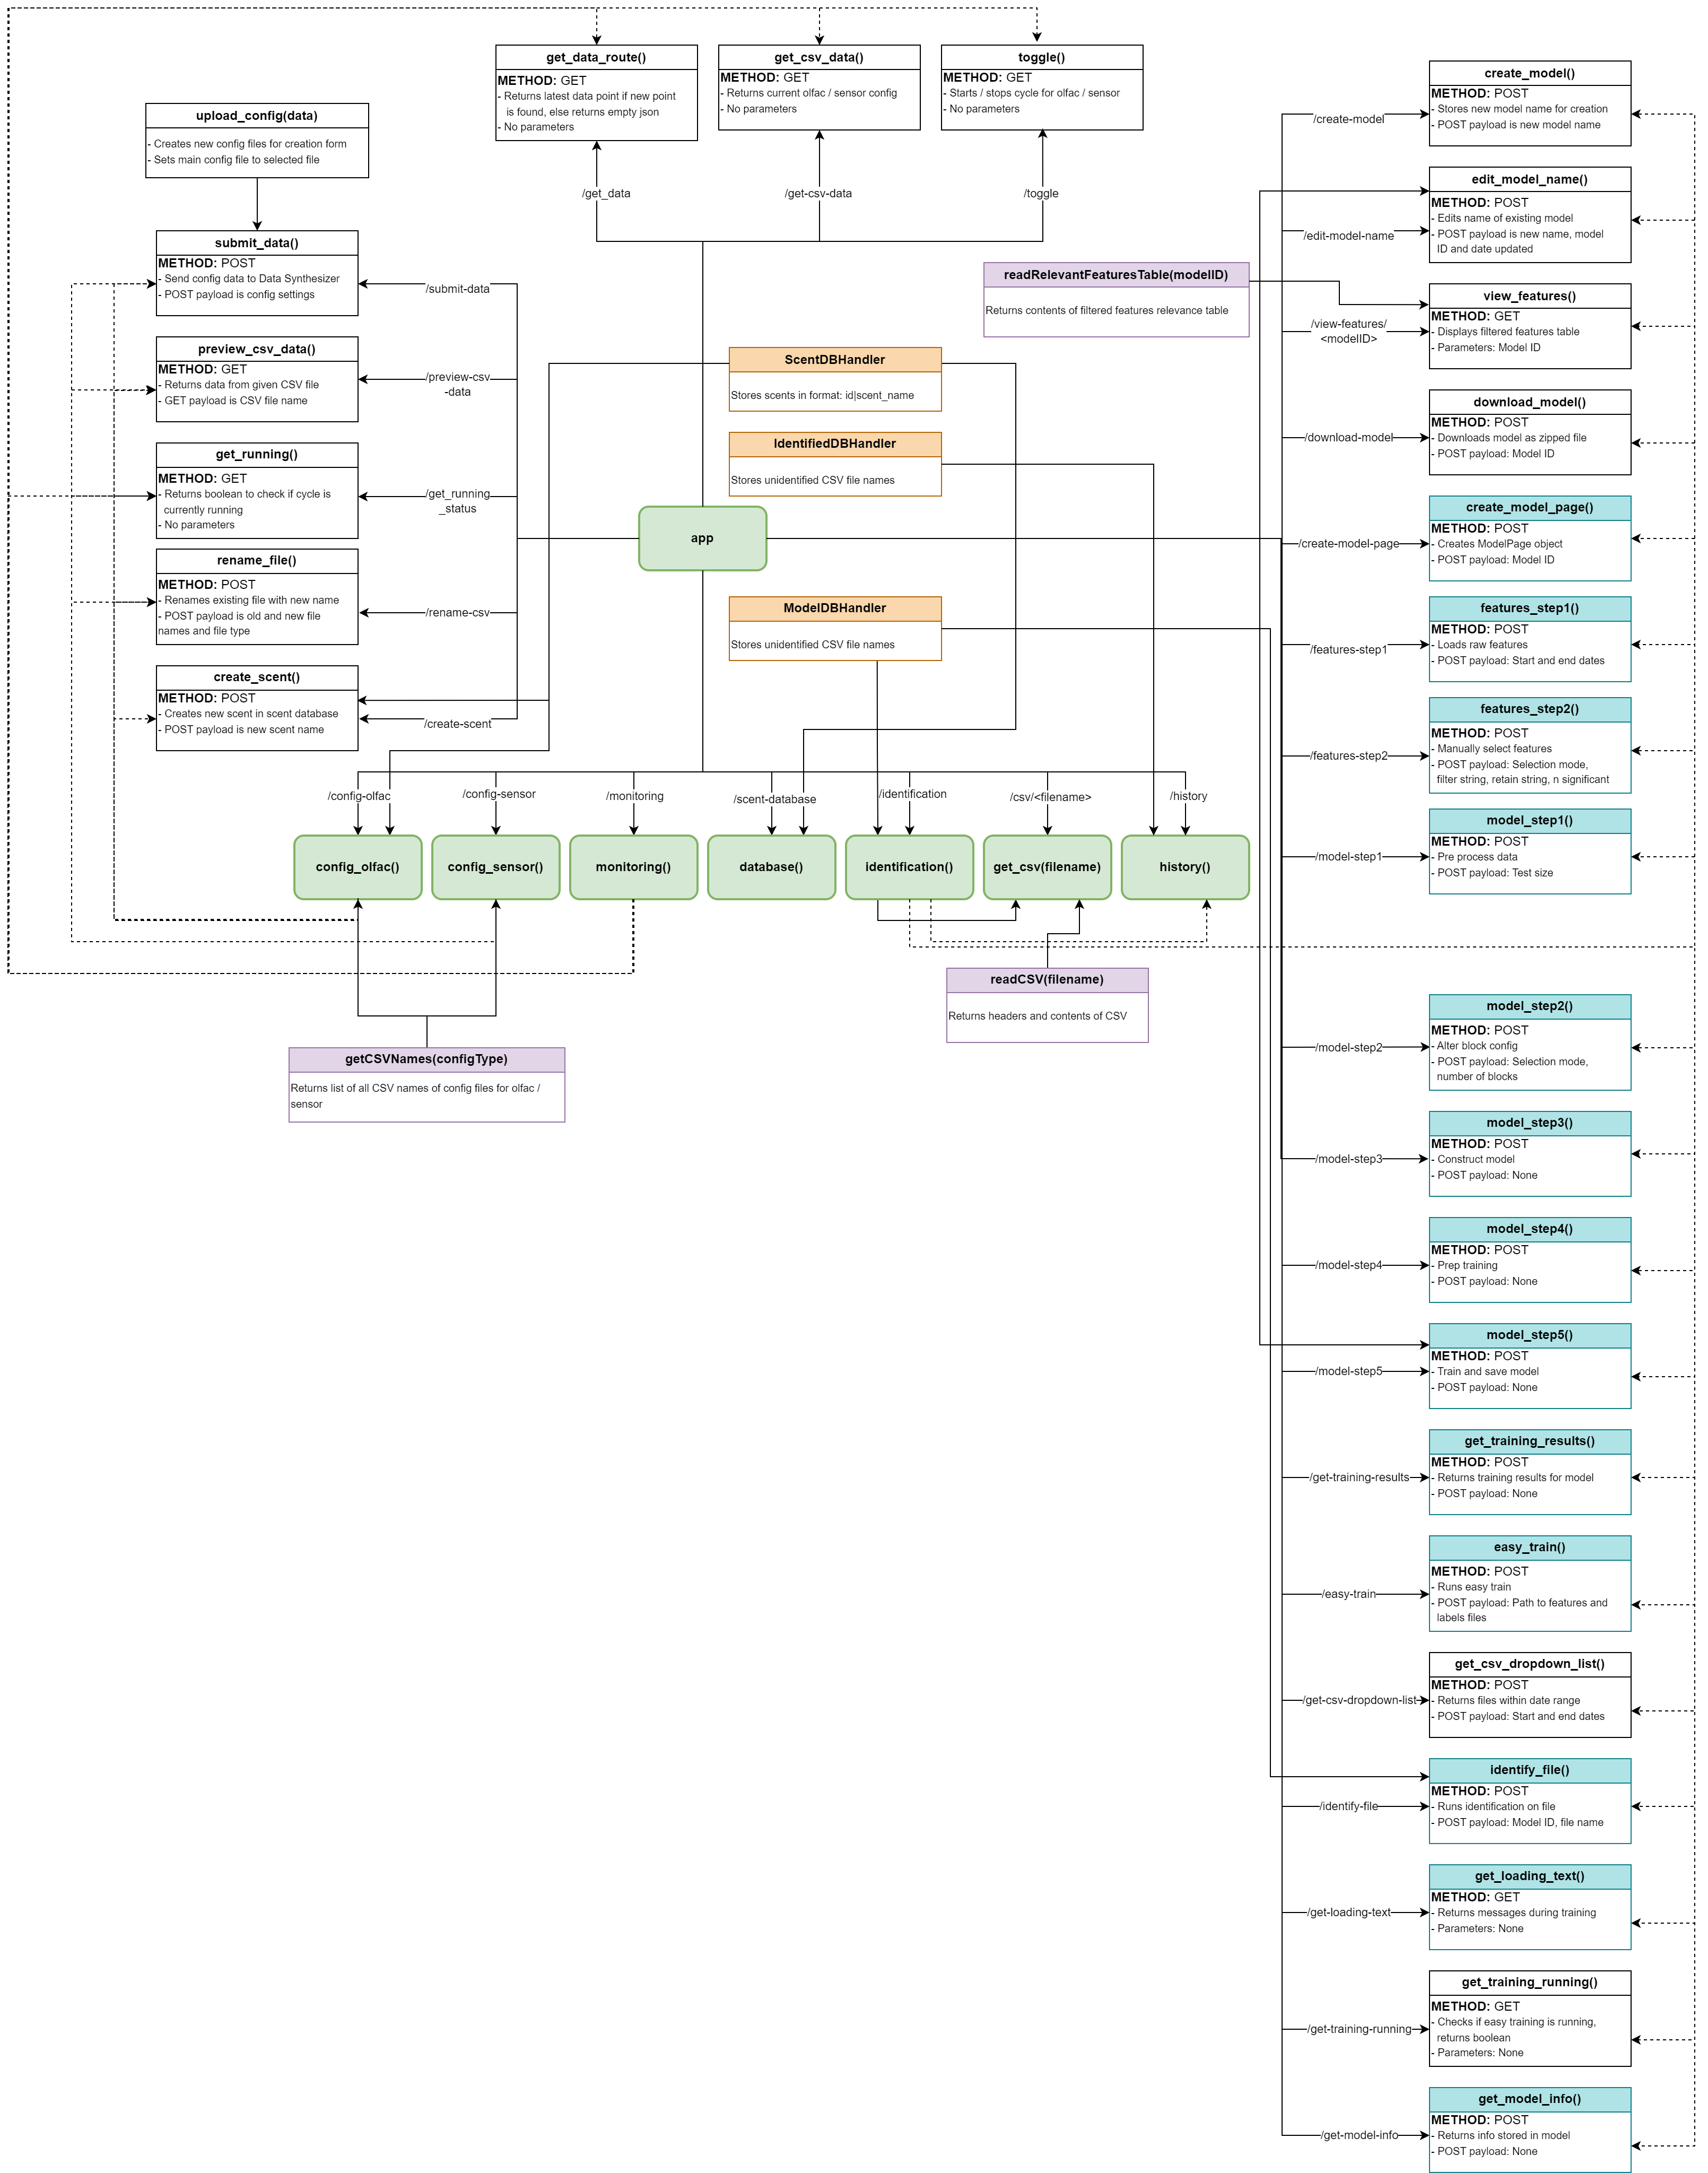 get_data_route()
METHOD: GET
- Returns latest data point if new point
is found, else returns empty json
- No parameters
get_csv_data()
METHOD: GET
- Returns current olfac / sensor config
- No parameters
toggle()
METHOD: GET
- Starts / stops cycle for olfac / sensor
- No parameters
upload_config(data)
- Creates new config files for creation form
- Sets main config file to selected file
/get_data
/get-csv-data
/toggle
submit_data()
METHOD: POST
- Send config data to Data Synthesizer
- POST payload is config settings
/submit-data
preview_csv_data()
METHOD: GET
- Returns data from given CSV file
- GET payload is CSV file name
/preview-csv
-data
get_running()
METHOD: GET
- Returns boolean to check if cycle is
currently running
- No parameters
/get_running
_status
rename_file()
METHOD: POST
- Renames existing file with new name
- POST payload is old and new file
names and file type
/rename-csv
create_scent()
METHOD: POST
- Creates new scent in scent database
- POST payload is new scent name
/create-scent
readRelevantFeaturesTable(modelID)
Returns contents of filtered features relevance table
ScentDBHandler
Stores scents in format: id|scent_name
IdentifiedDBHandler
Stores unidentified CSV file names
app
ModelDBHandler
Stores unidentified CSV file names
/config-olfac
/config-sensor
/monitoring
/scent-database
/identification
/csv/<filename>
/history
config_olfac()
config_sensor()
monitoring()
database()
identification()
get_csv(filename)
history()
readCSV(filename)
Returns headers and contents of CSV
getCSVNames(configType)
Returns list of all CSV names of config files for olfac /
sensor
/create-model
create_model()
METHOD: POST
- Stores new model name for creation
- POST payload is new model name
/edit-model-name
edit_model_name()
METHOD: POST
- Edits name of existing model
- POST payload is new name, model
ID and date updated
/view-features/
<modelID>
view_features()
METHOD: GET
- Displays filtered features table
- Parameters: Model ID
/download-model
download_model()
METHOD: POST
- Downloads model as zipped file
- POST payload: Model ID
/create-model-page
create_model_page()
METHOD: POST
- Creates ModelPage object
- POST payload: Model ID
/features-step1
features_step1()
METHOD: POST
- Loads raw features
- POST payload: Start and end dates
/features-step2
features_step2()
METHOD: POST
- Manually select features
- POST payload: Selection mode,
filter string, retain string, n significant
/model-step1
model_step1()
METHOD: POST
- Pre process data
- POST payload: Test size
/model-step2
model_step2()
METHOD: POST
- Alter block config
- POST payload: Selection mode,
number of blocks
/model-step3
model_step3()
METHOD: POST
- Construct model
- POST payload: None
/model-step4
model_step4()
METHOD: POST
- Prep training
- POST payload: None
/model-step5
model_step5()
METHOD: POST
- Train and save model
- POST payload: None
/get-training-results
get_training_results()
METHOD: POST
- Returns training results for model
- POST payload: None
/easy-train
easy_train()
METHOD: POST
- Runs easy train
- POST payload: Path to features and
labels files
/get-csv-dropdown-list
get_csv_dropdown_list()
METHOD: POST
- Returns files within date range
- POST payload: Start and end dates
/identify-file
identify_file()
METHOD: POST
- Runs identification on file
- POST payload: Model ID, file name
/get-loading-text
get_loading_text()
METHOD: GET
- Returns messages during training
- Parameters: None
/get-training-running
get_training_running()
METHOD: GET
- Checks if easy training is running,
returns boolean
- Parameters: None
/get-model-info
get_model_info()
METHOD: POST
- Returns info stored in model
- POST payload: None